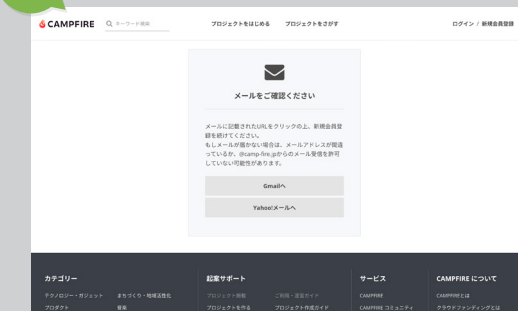 CAMPFIRE キーワード検索 プロジェクトをはじめる プロジェクトをさがす ログイン / 新規会員登録
メールをご確認ください
メールに記載されたURLをクリックの上、新規会員登
録を続けてください。
もしメールが届かない場合は、メールアドレスが間違
っているか、@camp-fire.jpからのメール受信を許可
していない可能性があります。
Gmailへ
Yahoo!メールへ
カテゴリー 起案サポート サービス CAMPFIRE について
テクノロジー・ガジェット まちづくり・地域活性化 プロジェクト掲載 ご利用・運営ガイド CAMPFIRE CAMPFIREとは
プロダクト 音楽 プロジェクトを作る プロジェクト作成ガイド CAMPFIRE コミュニティ クラウドファンディングとは